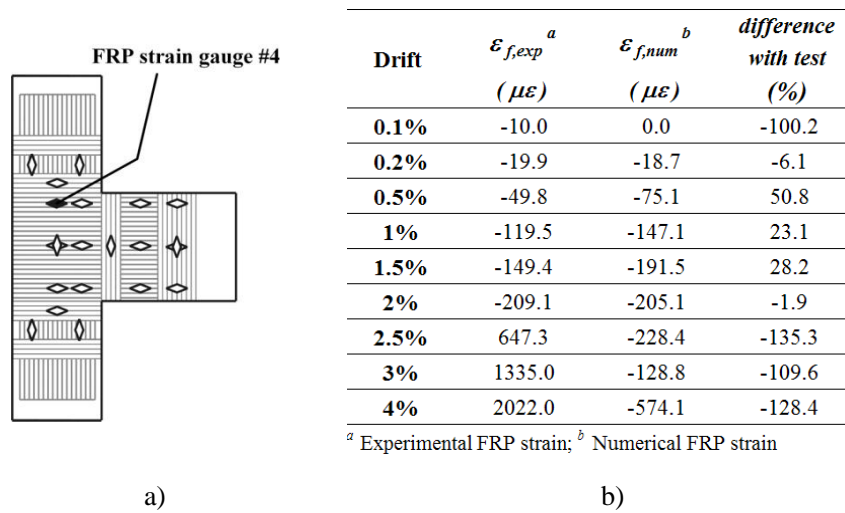 FRP strain gauge #4
a)
Drift ε f,exp a ε f,num b difference with test
(με) (με) (%)
0.1% -10.0 0.0 -100.2
0.2% -19.9 -18.7 -6.1
0.5% -49.8 -75.1 50.8
1% -119.5 -147.1 23.1
1.5% -149.4 -191.5 28.2
2% -209.1 -205.1 -1.9
2.5% 647.3 -228.4 -135.3
3% 1335.0 -128.8 -109.6
4% 2022.0 -574.1 -128.4
a Experimental FRP strain; b Numerical FRP strain
b)